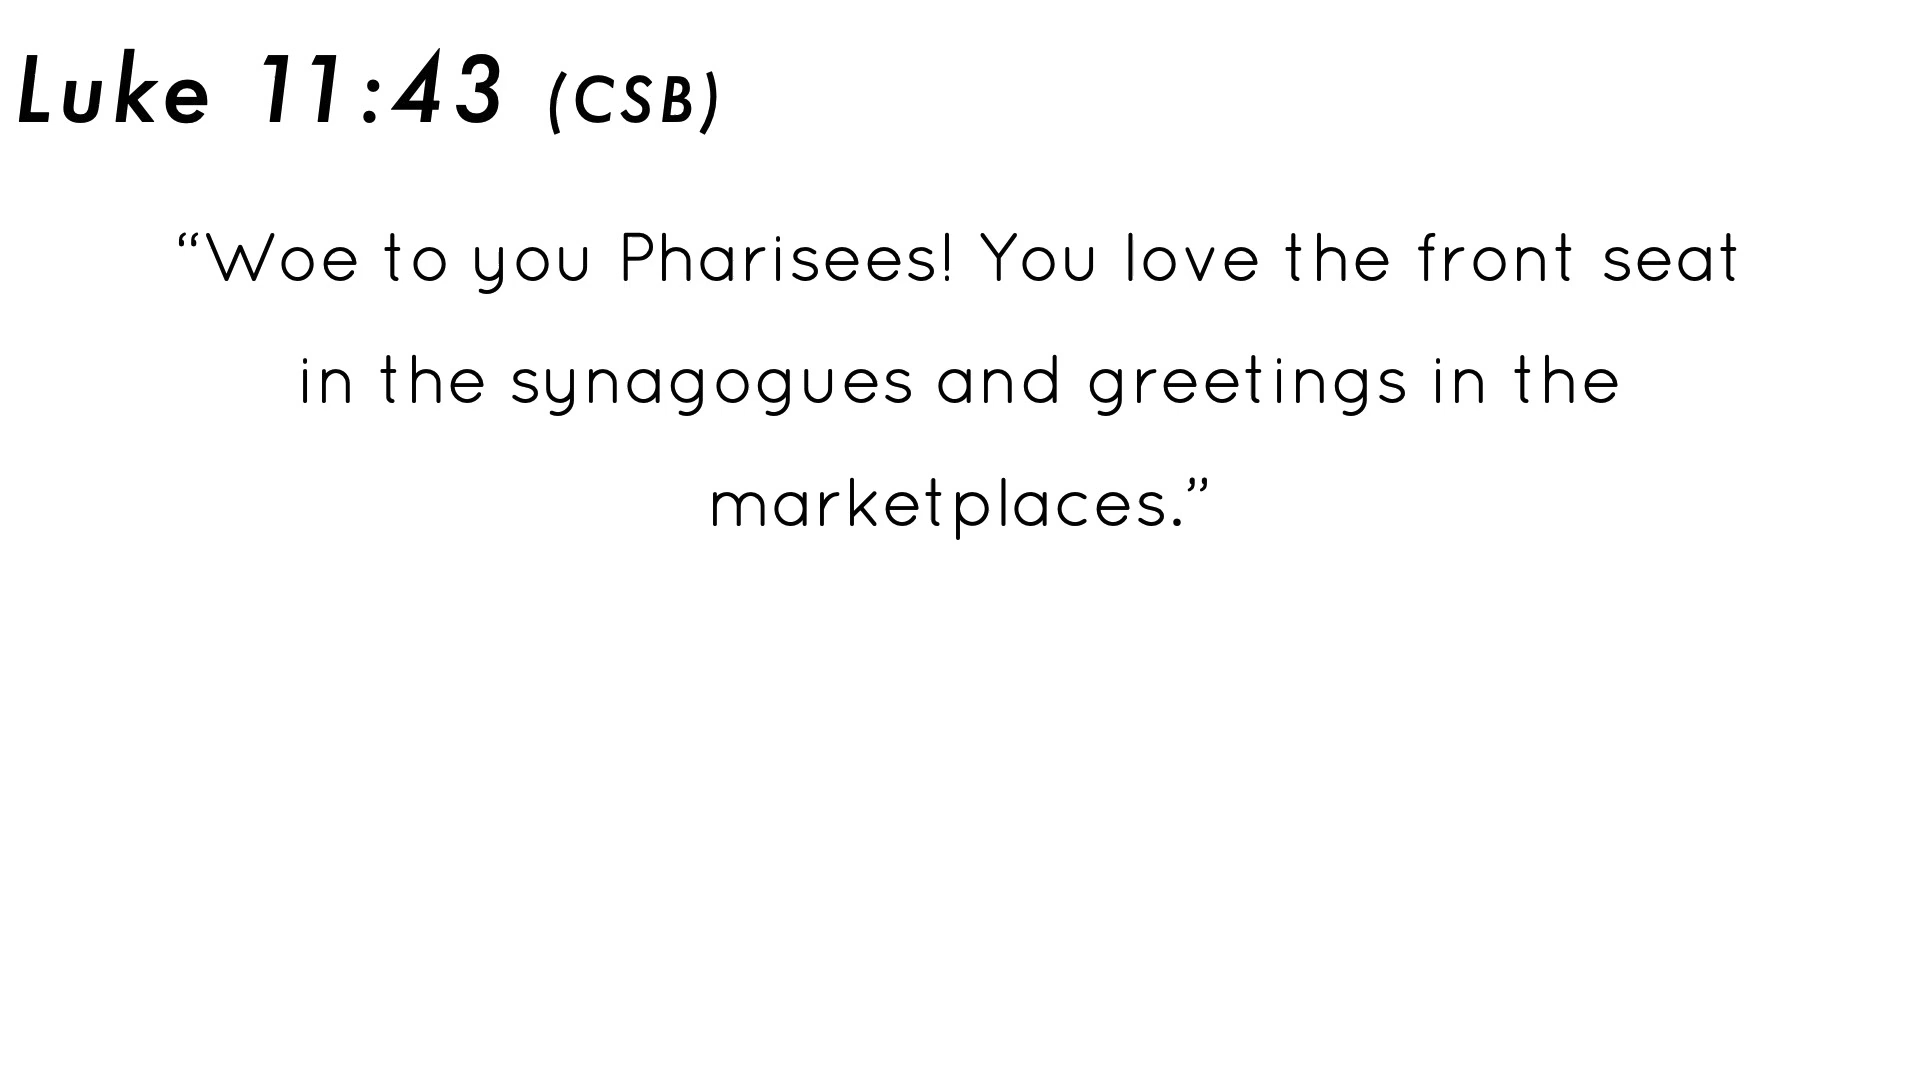 Luke 11:43 (CSB)
“Woe to you Pharisees! You love the front seat
in the synagogues and greetings in the
marketplaces.”